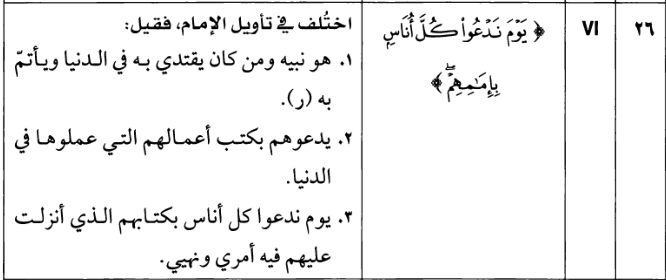 ٢٦
VI
﴿ يَوْمَ نَدْعُواْ كُلَّ أُنَاسِۭ
بِإِمَـٰمِهِمْ ۖ ﴾
اختُلف في تأويل الإمام، فقيل:
١. هو نبيه ومن كان يقتدي به في الدنيا ويأتمّ
به (ر).
٢. يدعوهم بكتب أعمالهم التي عملوها في
الدنيا.
٣. يوم ندعوا كل أناس بكتابهم الذي أنزلت
عليهم فيه أمري ونهيي.